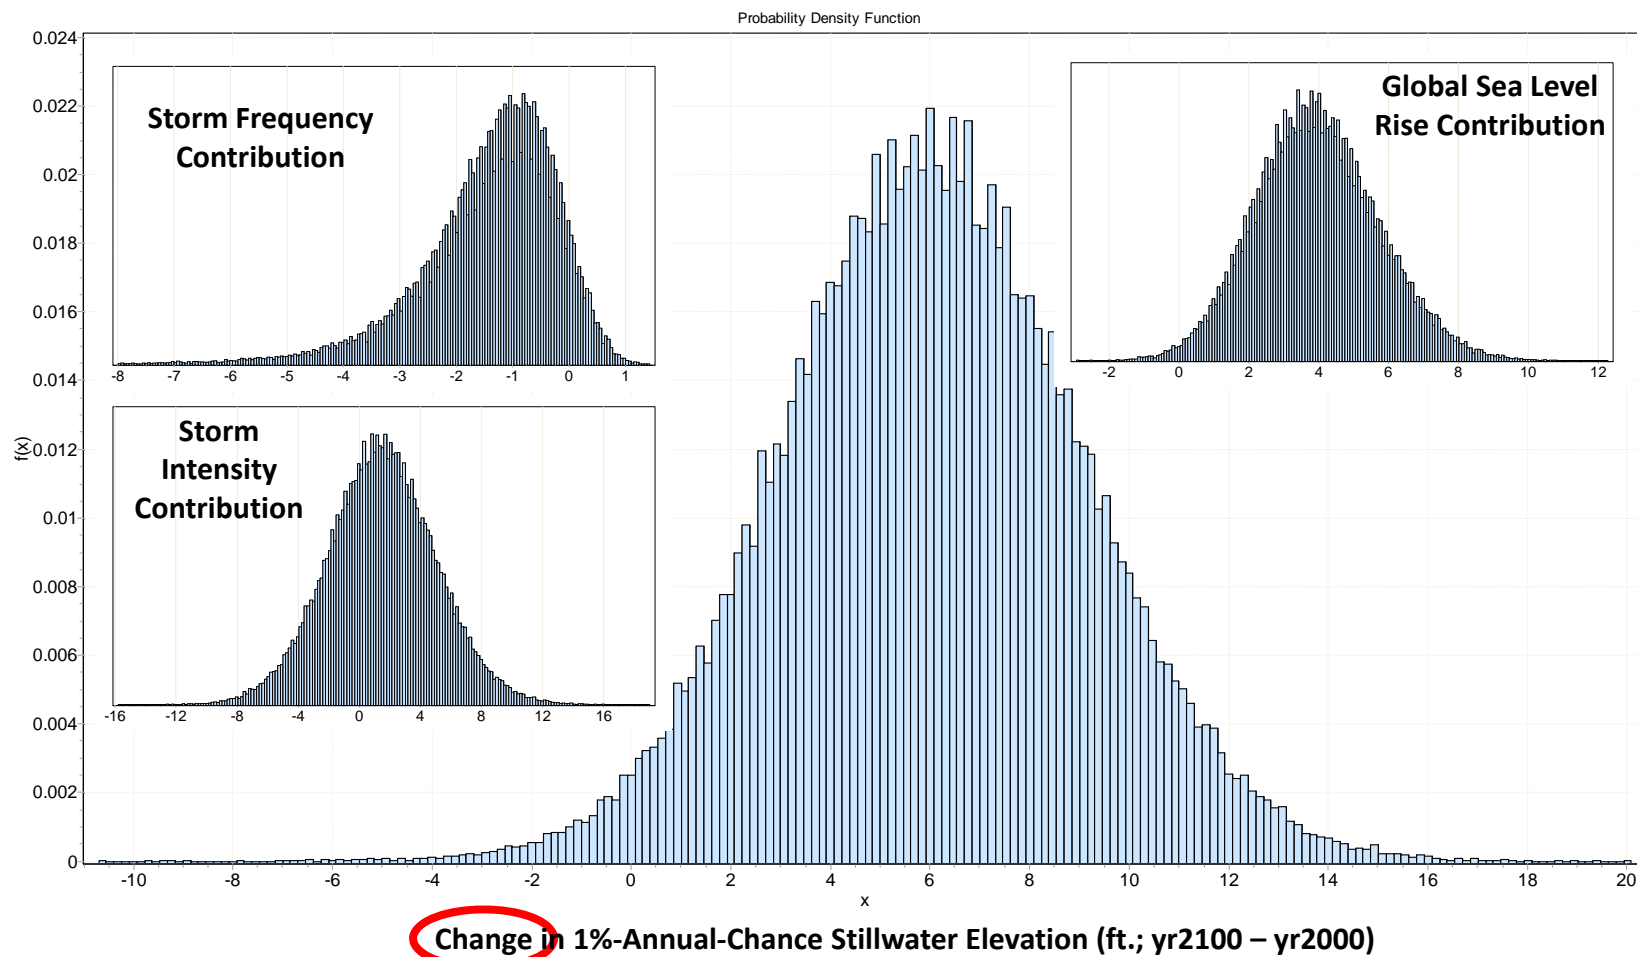 Probability Density Function
0.024
0.022
0.02
0.018
0.016
0.014
0.012
0.01
0.008
0.006
0.004
0.002
0
f(x)
Storm Frequency
Contribution
-8 -7 -6 -5 -4 -3 -2 -1 0 1
Global Sea Level
Rise Contribution
-2 0 2 4 6 8 10 12
Storm
Intensity
Contribution
-16 -12 -8 -4 0 4 8 12 16
-10 -8 -6 -4 -2 0 2 4 6 8 10 12 14 16 18 20
x
Change in 1%-Annual-Chance Stillwater Elevation (ft.; yr2100 – yr2000)